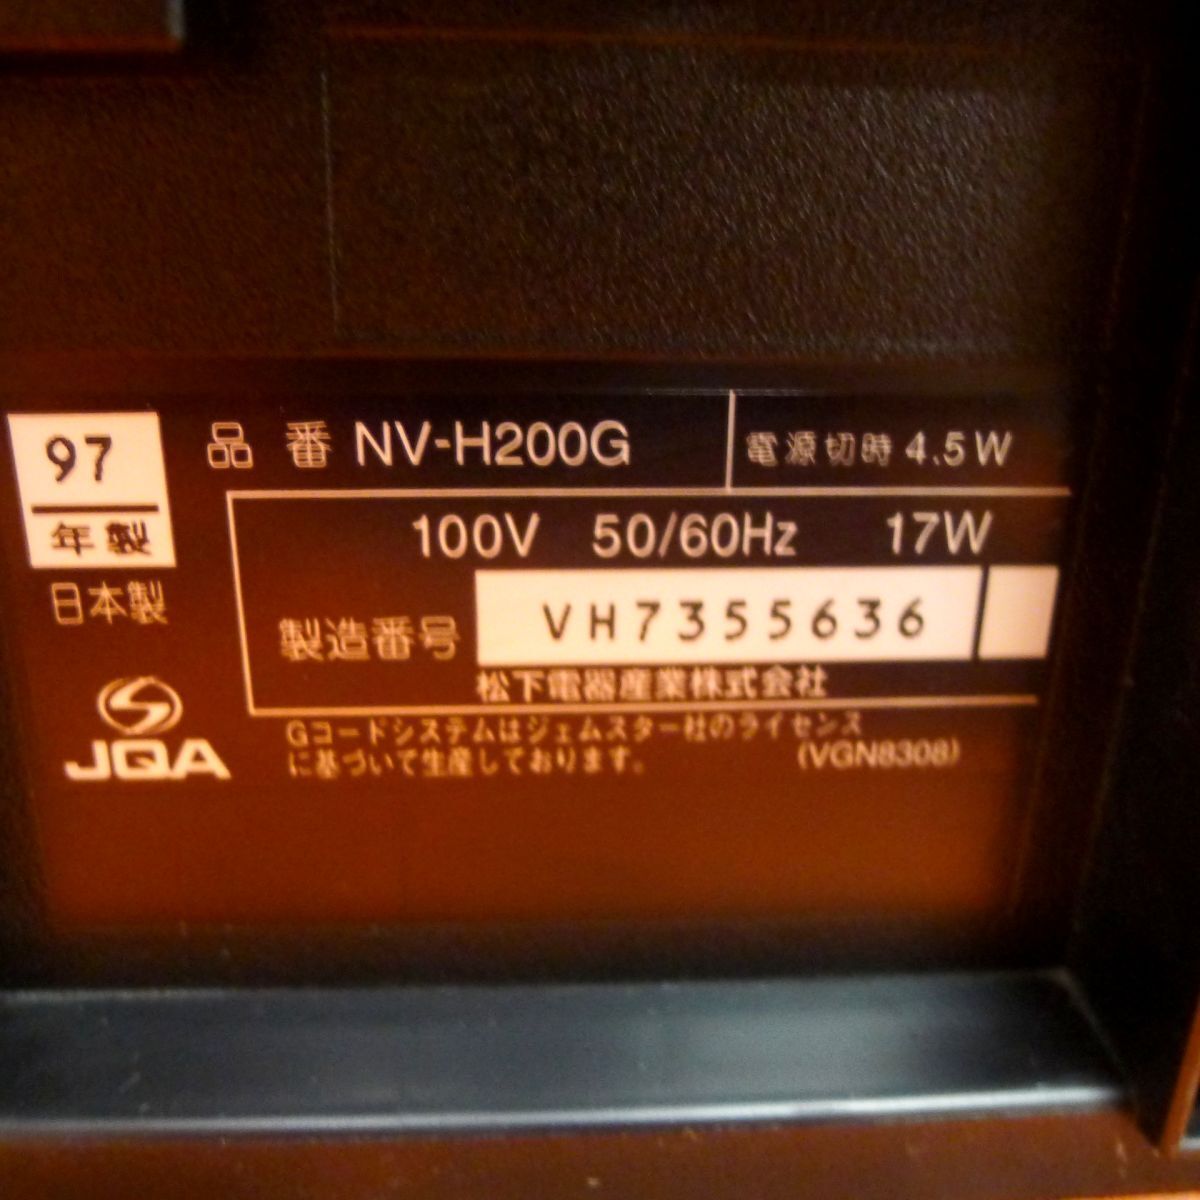 97
年製
日本製
JQA
品番 NV-H200G
電源切時 4.5W
100V 50/60Hz 17W
製造番号 VH7355636
松下電器産業株式会社
Gコードシステムはジェムスター社のライセンス
に基づいて生産しております。 (VGN8308)